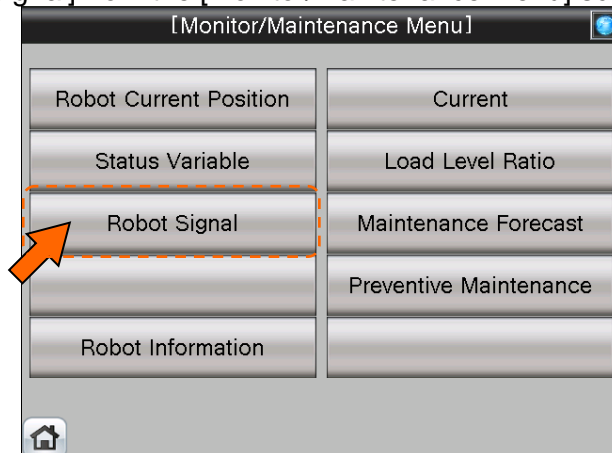 [Monitor/Maintenance Menu]
Robot Current Position
Current
Status Variable
Load Level Ratio
Robot Signal
Maintenance Forecast
Preventive Maintenance
Robot Information